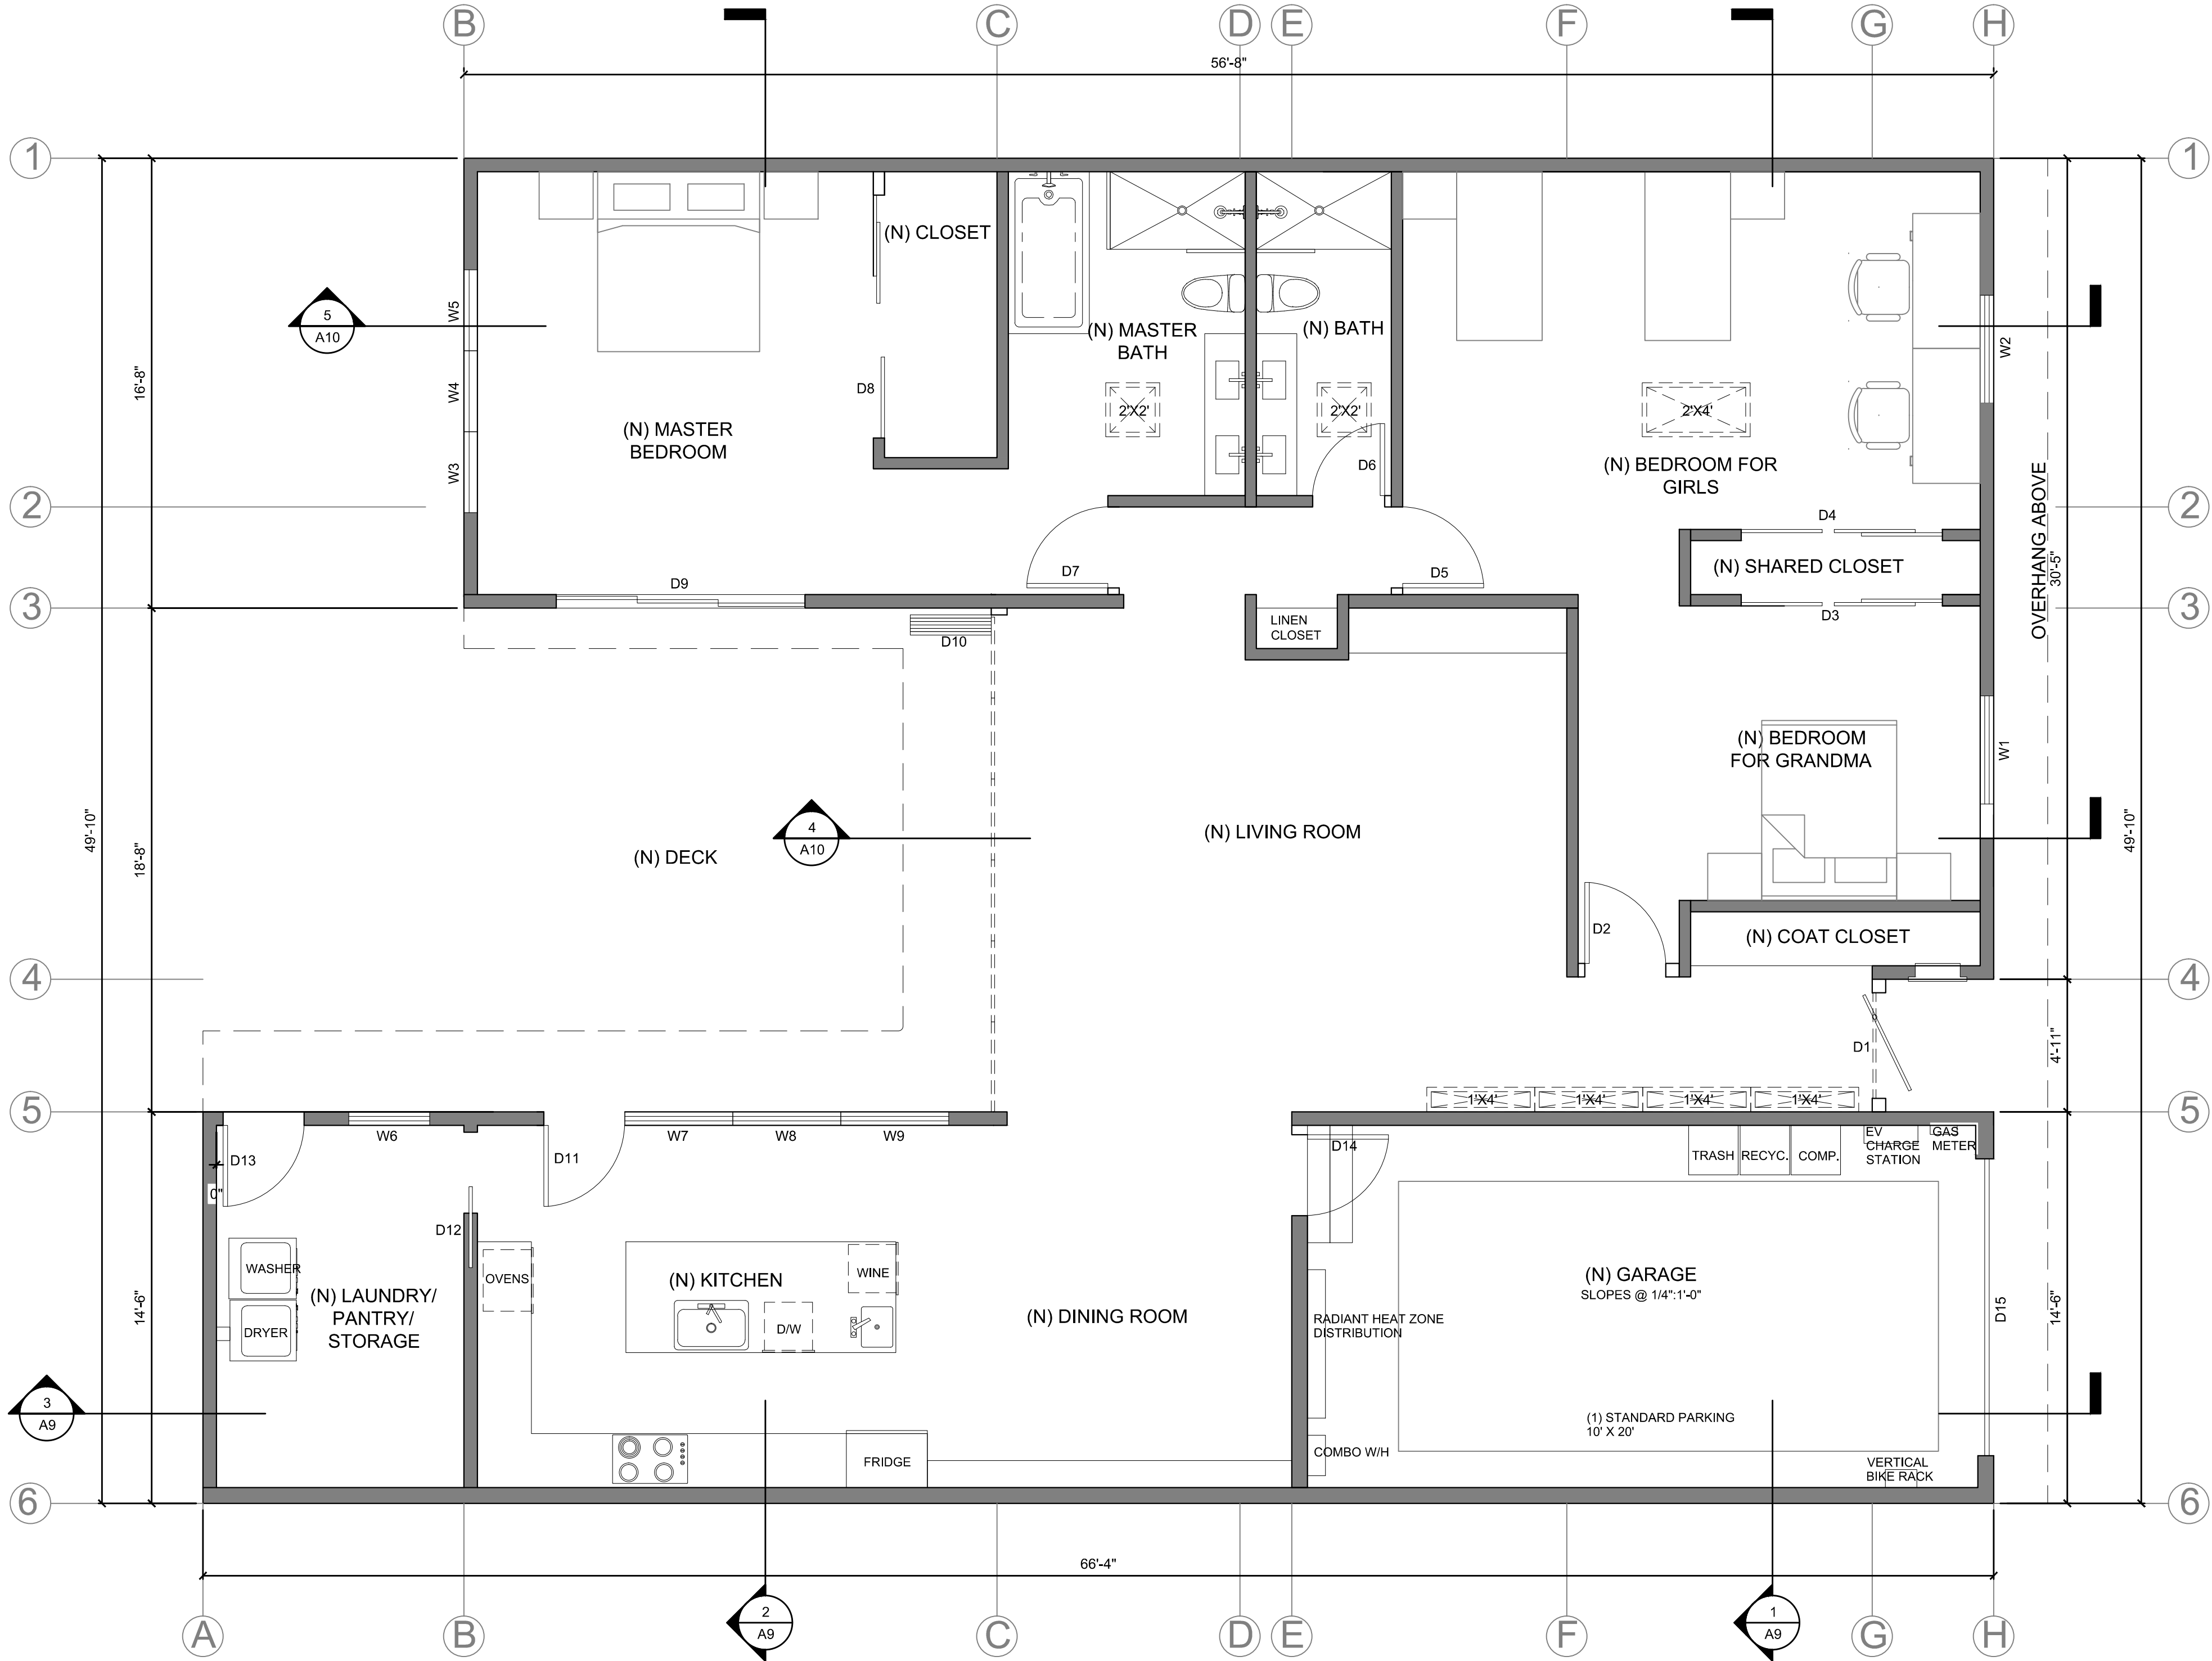 B
C
D
E
F
G
H
56'-8"
1
1
(N) CLOSET
W5
5
A10
(N) MASTER
BATH
(N) BATH
W2
16'-8"
W4
D8
2'X2'
2'X2'
2'X4'
(N) MASTER
BEDROOM
W3
D6
(N) BEDROOM FOR
GIRLS
OVERHANG ABOVE
30'-5"
2
2
D4
(N) SHARED CLOSET
D7
D5
D9
3
3
D3
LINEN
CLOSET
D10
(N) BEDROOM
FOR GRANDMA
W1
49'-10"
18'-8"
(N) DECK
4
A10
(N) LIVING ROOM
49'-10"
D2
(N) COAT CLOSET
4
4
D1
4'-11"
1'X4'
1'X4'
1'X4'
1'X4'
5
5
W6
W7
W8
W9
D13
0"
D11
D14
TRASH
RECYC.
COMP.
EV
CHARGE
STATION
GAS
METER
D12
WASHER
DRYER
(N) LAUNDRY/
PANTRY/
STORAGE
OVENS
(N) KITCHEN
WINE
D/W
(N) DINING ROOM
(N) GARAGE
SLOPES @ 1/4":1'-0"
RADIANT HEAT ZONE
DISTRIBUTION
D15
14'-6"
14'-6"
3
A9
(1) STANDARD PARKING
10' X 20'
FRIDGE
COMBO W/H
VERTICAL
BIKE RACK
6
6
66'-4"
2
A9
1
A9
A
B
C
D
E
F
G
H